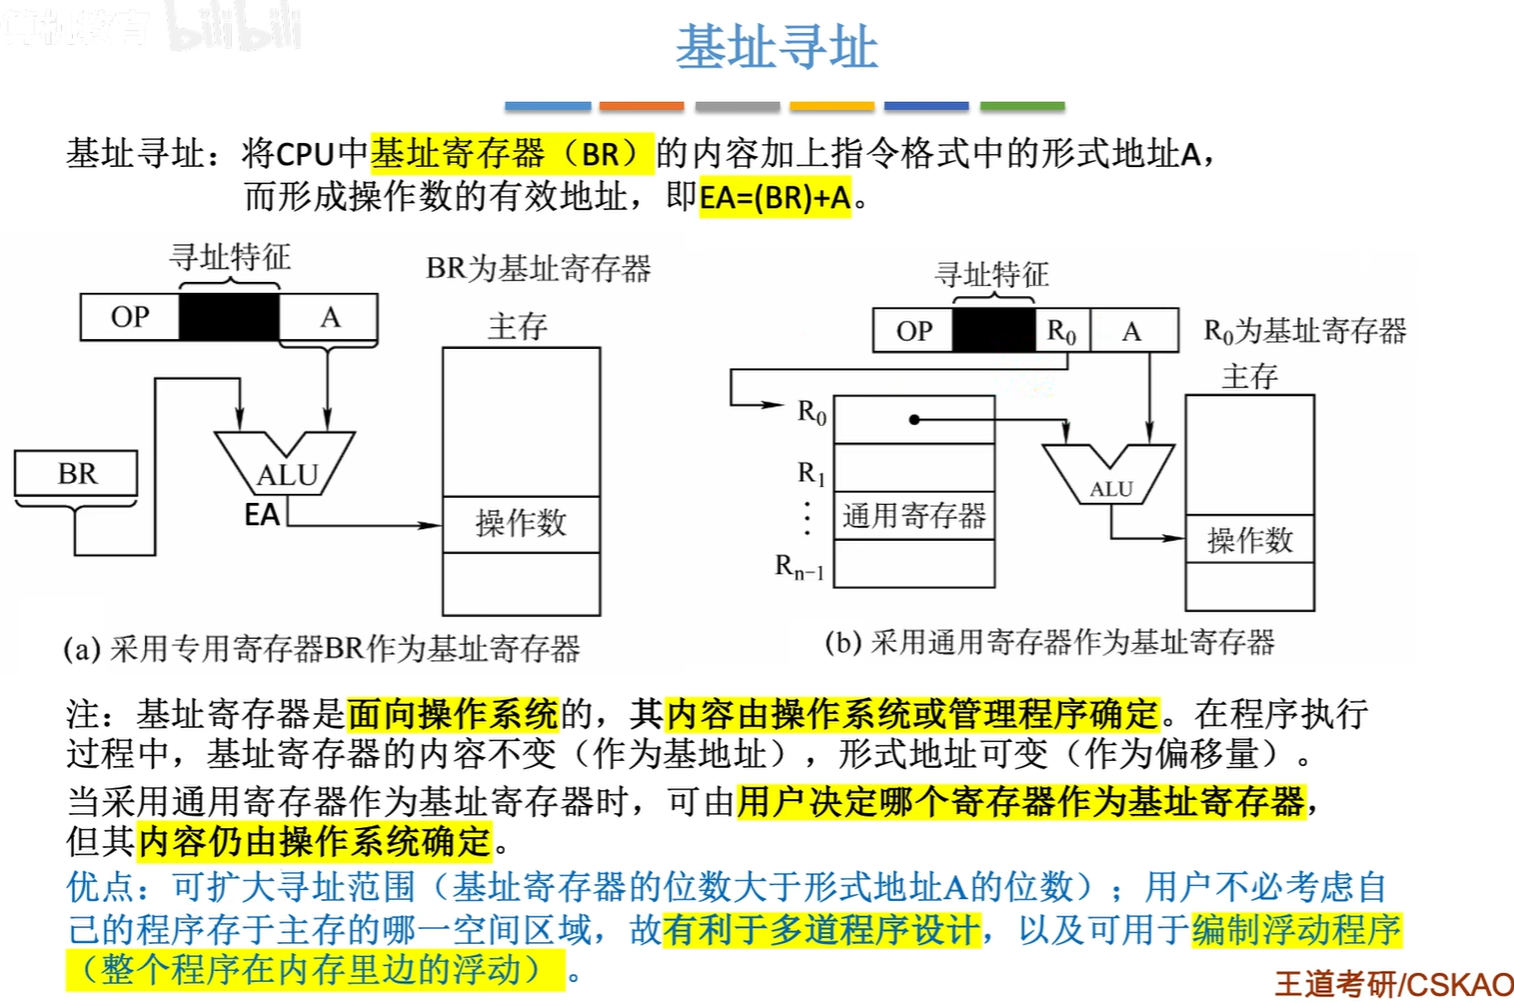 算机教育 bilibili
基址寻址
基址寻址：将CPU中基址寄存器（BR）的内容加上指令格式中的形式地址A，
而形成操作数的有效地址，即EA=(BR)+A。
寻址特征
OP
A
BR为基址寄存器
主存
BR
ALU
EA
操作数
(a) 采用专用寄存器BR作为基址寄存器
寻址特征
OP
R0
A
R0为基址寄存器
主存
R0
R1
⋮
通用寄存器
Rn−1
ALU
操作数
(b) 采用通用寄存器作为基址寄存器
注：基址寄存器是面向操作系统的，其内容由操作系统或管理程序确定。在程序执行
过程中，基址寄存器的内容不变（作为基地址），形式地址可变（作为偏移量）。
当采用通用寄存器作为基址寄存器时，可由用户决定哪个寄存器作为基址寄存器，
但其内容仍由操作系统确定。
优点：可扩大寻址范围（基址寄存器的位数大于形式地址A的位数）；用户不必考虑自
己的程序存于主存的哪一空间区域，故有利于多道程序设计，以及可用于编制浮动程序
（整个程序在内存里边的浮动）。
王道考研/CSKAO